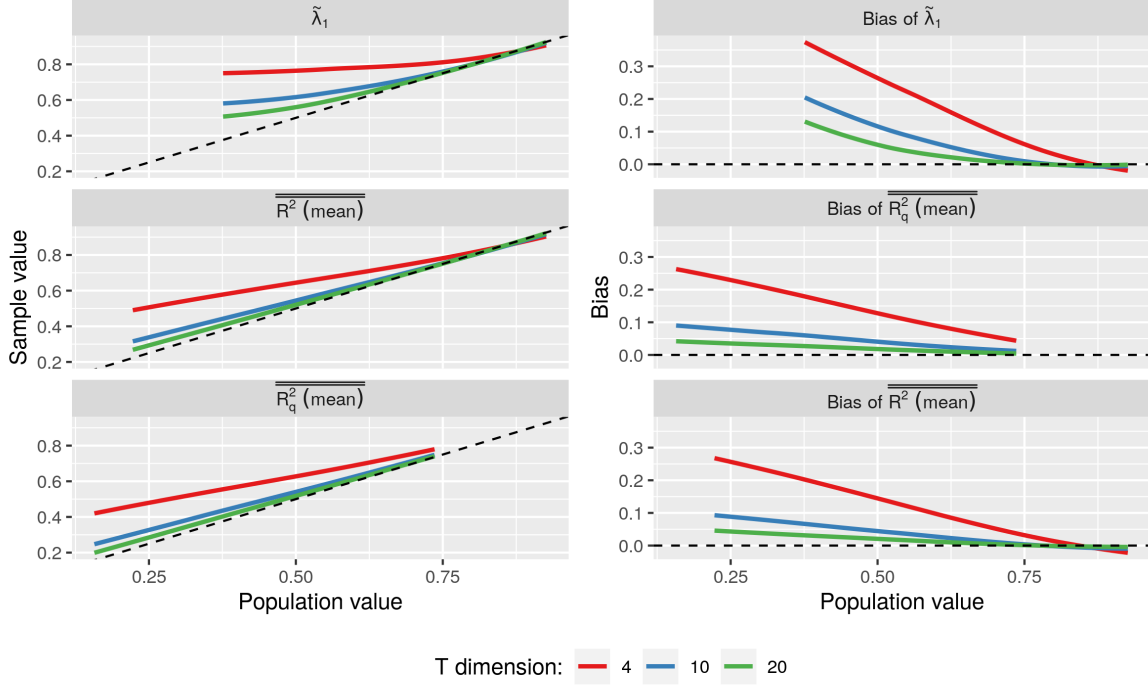 λ̃₁
0.8
0.6
0.4
0.2
R² (mean)
0.8
0.6
0.4
0.2
R²q (mean)
0.8
0.6
0.4
0.2
0.25 0.50 0.75
Population value
Sample value
Bias of λ̃₁
0.3
0.2
0.1
0.0
Bias of R²q (mean)
0.3
0.2
0.1
0.0
Bias of R² (mean)
0.3
0.2
0.1
0.0
0.25 0.50 0.75
Population value
Bias
T dimension: 4 10 20